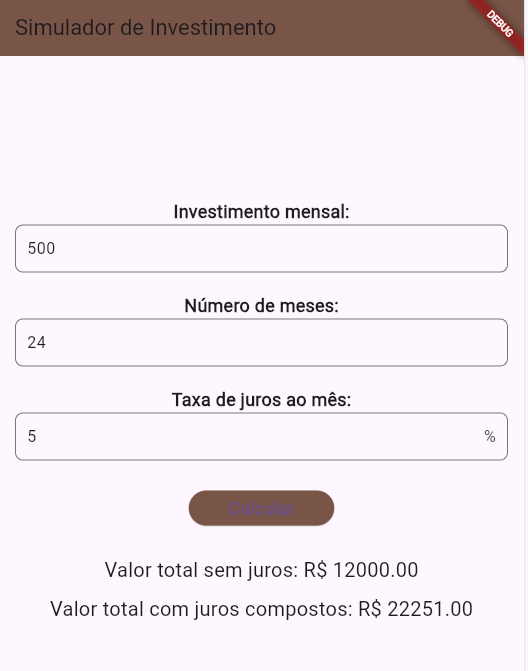 Simulador de Investimento
DEBUG
Investimento mensal:
500
Número de meses:
24
Taxa de juros ao mês:
5 %
Calcular
Valor total sem juros: R$ 12000.00
Valor total com juros compostos: R$ 22251.00